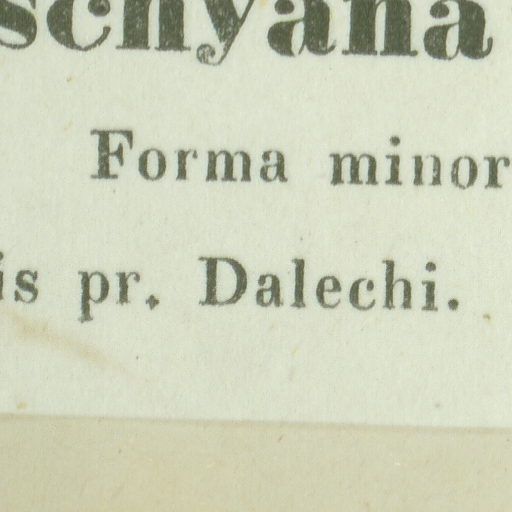 schyana
Forma minor
is pr. Dalechi.